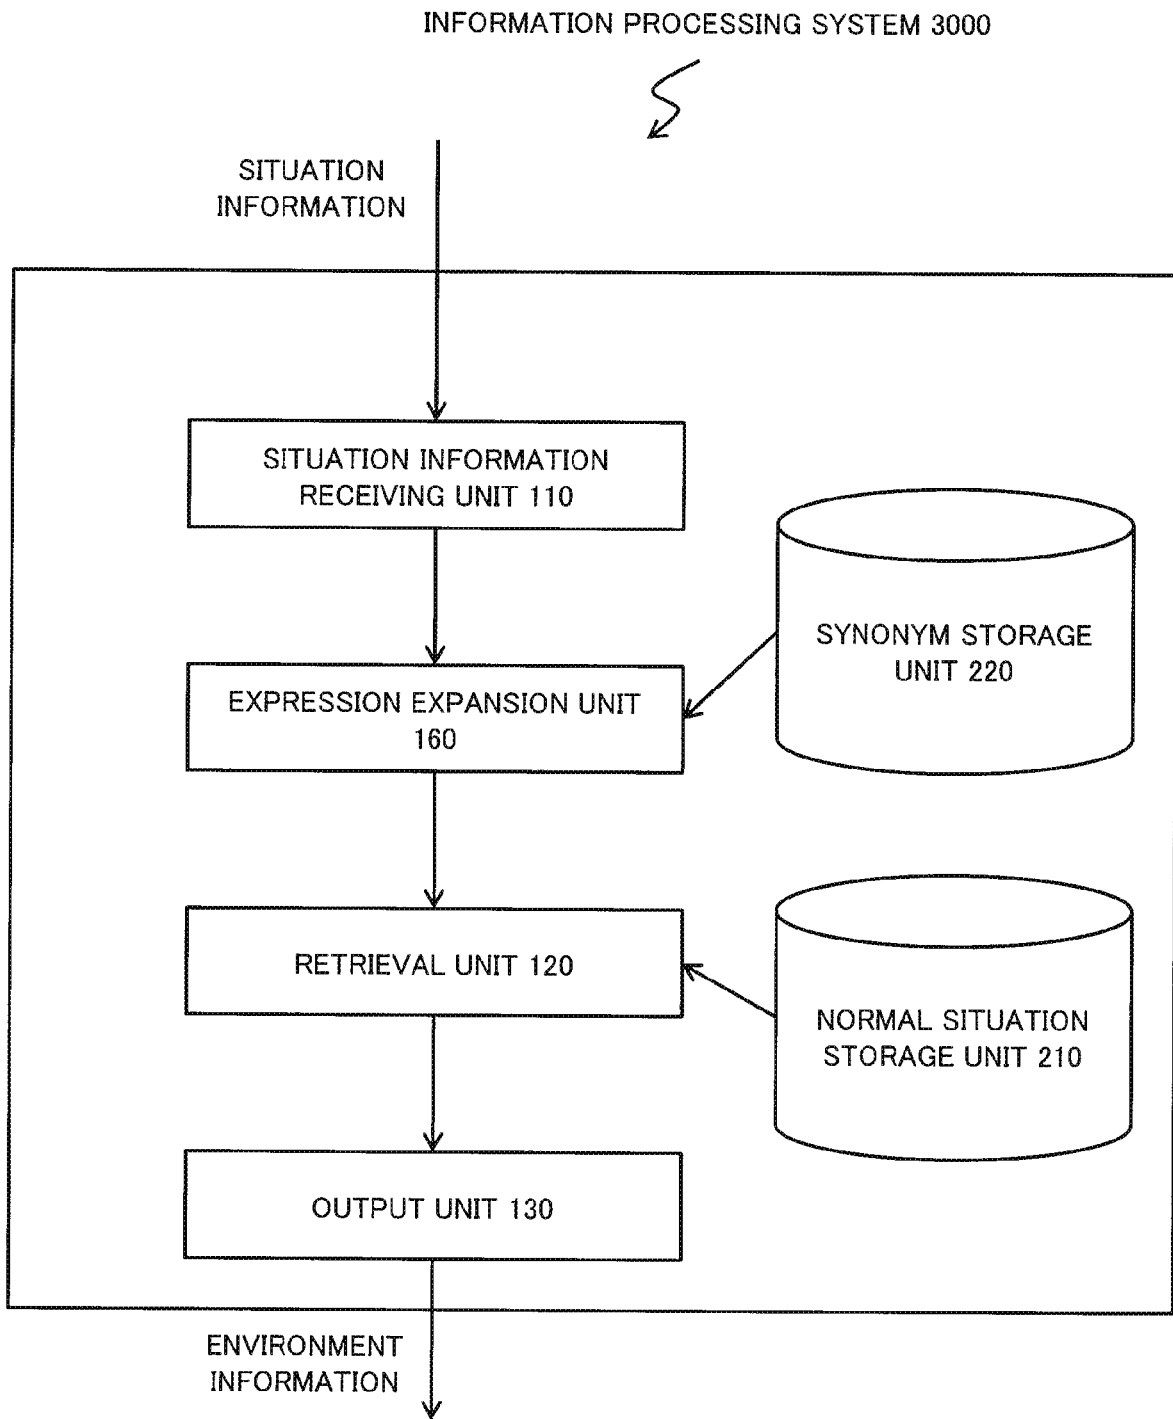 INFORMATION PROCESSING SYSTEM 3000
SITUATION
INFORMATION
SITUATION INFORMATION
RECEIVING UNIT 110
SYNONYM STORAGE
UNIT 220
EXPRESSION EXPANSION UNIT
160
RETRIEVAL UNIT 120
NORMAL SITUATION
STORAGE UNIT 210
OUTPUT UNIT 130
ENVIRONMENT
INFORMATION